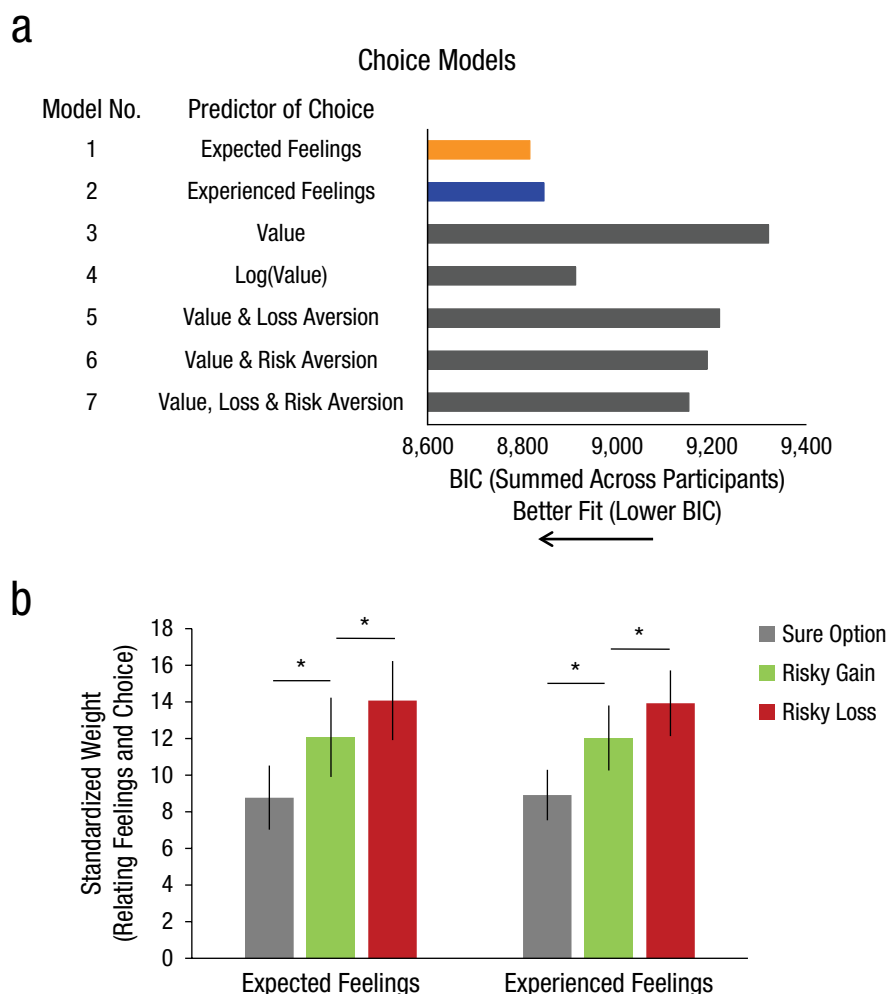 a
Choice Models
Model No. Predictor of Choice
1 Expected Feelings
2 Experienced Feelings
3 Value
4 Log(Value)
5 Value & Loss Aversion
6 Value & Risk Aversion
7 Value, Loss & Risk Aversion
8,600 8,800 9,000 9,200 9,400
BIC (Summed Across Participants)
Better Fit (Lower BIC)
b
Standardized Weight
(Relating Feelings and Choice)
18
16
14
12
10
8
6
4
2
0
* * * *
Sure Option
Risky Gain
Risky Loss
Expected Feelings Experienced Feelings